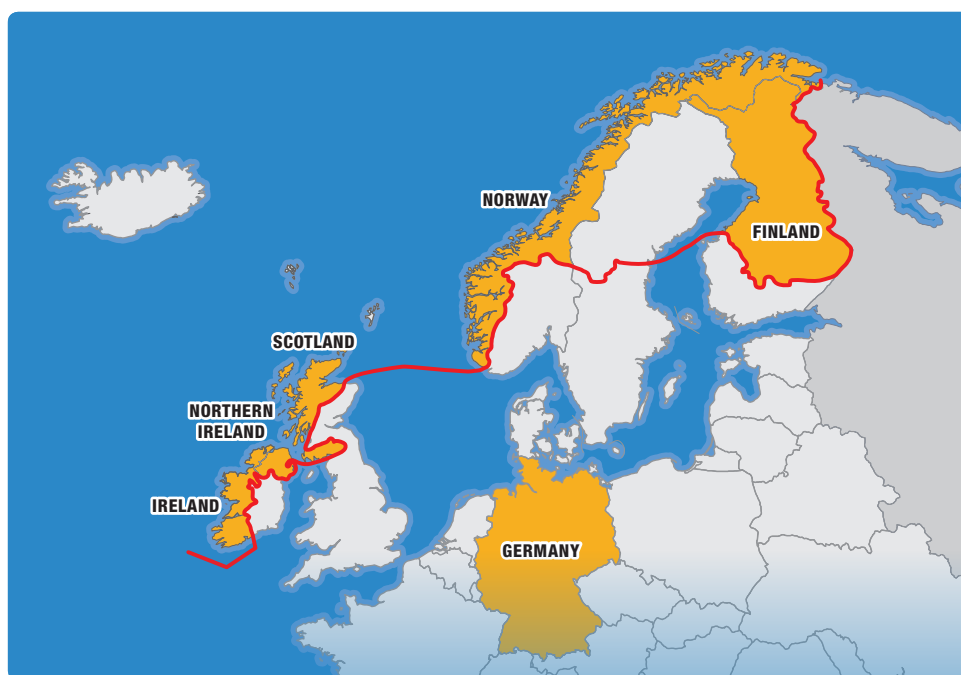 NORWAY
FINLAND
SCOTLAND
NORTHERN
IRELAND
IRELAND
GERMANY